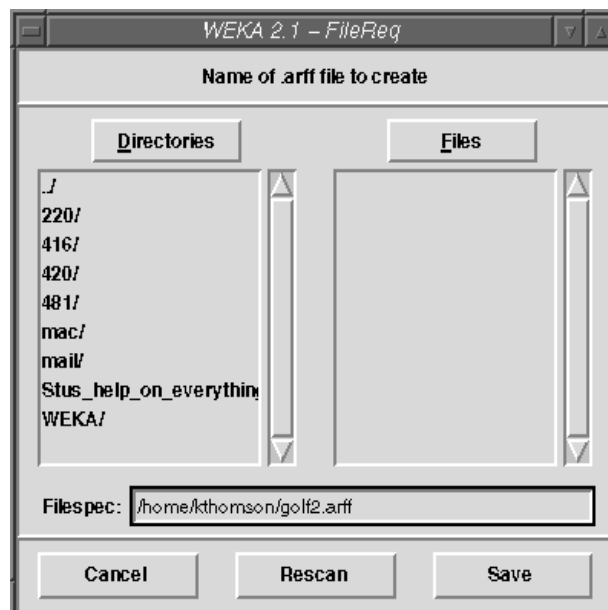 WEKA 2.1 – FileReq
Name of .arff file to create
Directories
Files
../
220/
416/
420/
481/
mac/
mail/
Stus_help_on_everything
WEKA/
Filespec: /home/kthomson/golf2.arff
Cancel Rescan Save